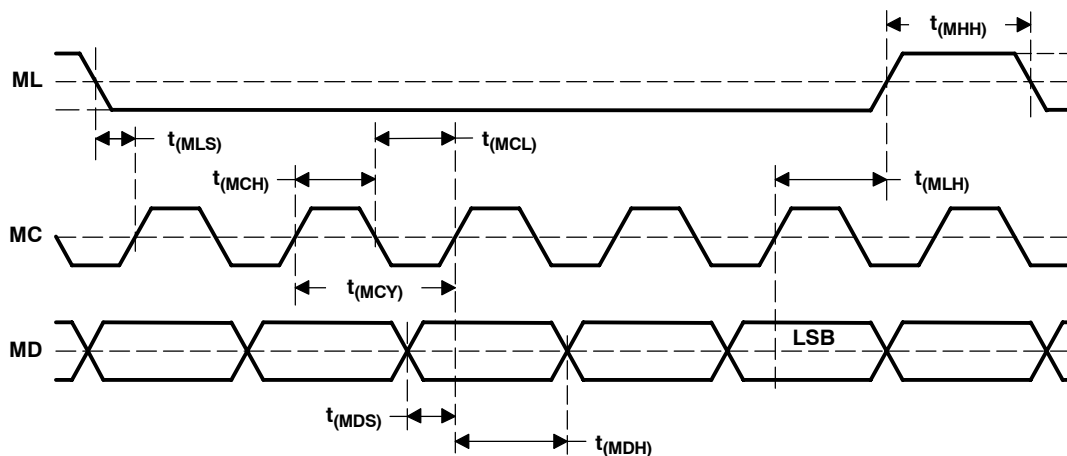 t(MHH)
ML
t(MLS)
t(MCL)
t(MCH)
t(MLH)
MC
t(MCY)
LSB
MD
t(MDS)
t(MDH)